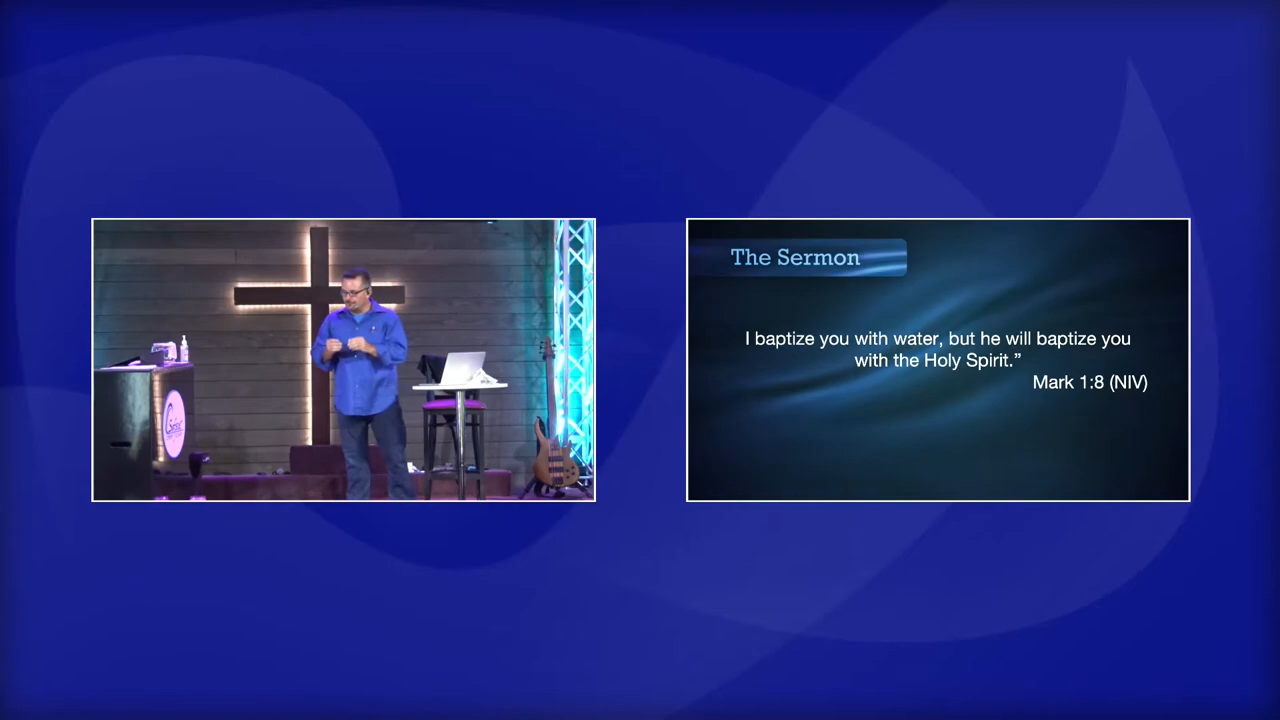 The Sermon
I baptize you with water, but he will baptize you
with the Holy Spirit.”
Mark 1:8 (NIV)